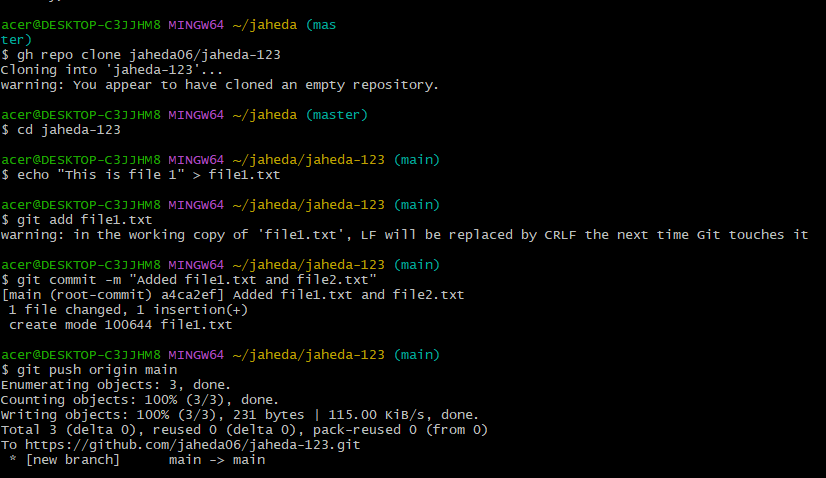 acer@DESKTOP-C3JJHM8 MINGW64 ~/jaheda (mas
ter)
$ gh repo clone jaheda06/jaheda-123
Cloning into 'jaheda-123'...
warning: You appear to have cloned an empty repository.
acer@DESKTOP-C3JJHM8 MINGW64 ~/jaheda (master)
$ cd jaheda-123
acer@DESKTOP-C3JJHM8 MINGW64 ~/jaheda/jaheda-123 (main)
$ echo "This is file 1" > file1.txt
acer@DESKTOP-C3JJHM8 MINGW64 ~/jaheda/jaheda-123 (main)
$ git add file1.txt
warning: in the working copy of 'file1.txt', LF will be replaced by CRLF the next time Git touches it
acer@DESKTOP-C3JJHM8 MINGW64 ~/jaheda/jaheda-123 (main)
$ git commit -m "Added file1.txt and file2.txt"
[main (root-commit) a4ca2ef] Added file1.txt and file2.txt
 1 file changed, 1 insertion(+)
 create mode 100644 file1.txt
acer@DESKTOP-C3JJHM8 MINGW64 ~/jaheda/jaheda-123 (main)
$ git push origin main
Enumerating objects: 3, done.
Counting objects: 100% (3/3), done.
Writing objects: 100% (3/3), 231 bytes | 115.00 KiB/s, done.
Total 3 (delta 0), reused 0 (delta 0), pack-reused 0 (from 0)
To https://github.com/jaheda06/jaheda-123.git
 * [new branch]      main -> main